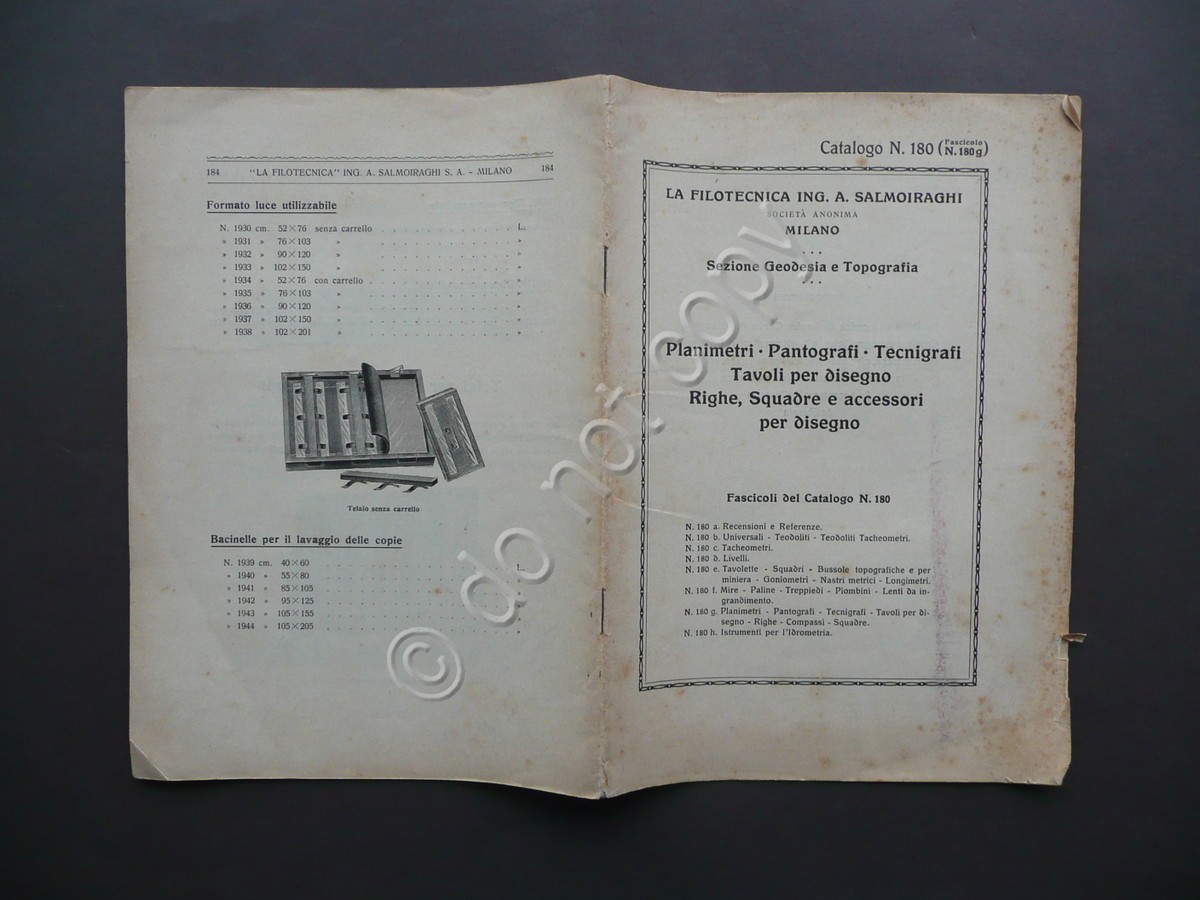 184 "LA FILOTECNICA" ING. A. SALMOIRAGHI S. A. - MILANO 184
Formato luce utilizzabile
N. 1930 cm. 52×76 senza carrello . . . . . . . . . . . . L.
» 1931 » 76×103 » . . . . . . . . . . . . »
» 1932 » 90×120 » . . . . . . . . . . . . »
» 1933 » 102×150 » . . . . . . . . . . . . »
» 1934 » 52×76 con carrello . . . . . . . . . . . . »
» 1935 » 76×103 » . . . . . . . . . . . . »
» 1936 » 90×120 » . . . . . . . . . . . . »
» 1937 » 102×150 » . . . . . . . . . . . . »
» 1938 » 102×201 » . . . . . . . . . . . . »
Telaio senza carrello
Bacinelle per il lavaggio delle copie
N. 1939 cm. 40×60 . . . . . . . . . . . . L.
» 1940 » 55×80 . . . . . . . . . . . . »
» 1941 » 85×105 . . . . . . . . . . . . »
» 1942 » 95×125 . . . . . . . . . . . . »
» 1943 » 105×155 . . . . . . . . . . . . »
» 1944 » 105×205 . . . . . . . . . . . . »
Catalogo N. 180 (Fascicolo N. 180g)
LA FILOTECNICA ING. A. SALMOIRAGHI
SOCIETÀ ANONIMA
MILANO
Sezione Geodesia e Topografia
Planimetri · Pantografi · Tecnigrafi
Tavoli per disegno
Righe, Squadre e accessori
per disegno
Fascicoli del Catalogo N. 180
N. 180 a. Recensioni e Referenze.
N. 180 b. Universali - Teodoliti - Teodoliti Tacheometri.
N. 180 c. Tacheometri.
N. 180 d. Livelli.
N. 180 e. Tavolette - Squadri - Bussole topografiche e per
miniera - Goniometri - Nastri metrici - Longimetri.
N. 180 f. Mire - Paline - Treppiedi - Piombini - Lenti da in-
grandimento.
N. 180 g. Planimetri - Pantografi - Tecnigrafi - Tavoli per di-
segno - Righe - Compassi - Squadre.
N. 180 h. Istrumenti per l'Idrometria.
© do not copy